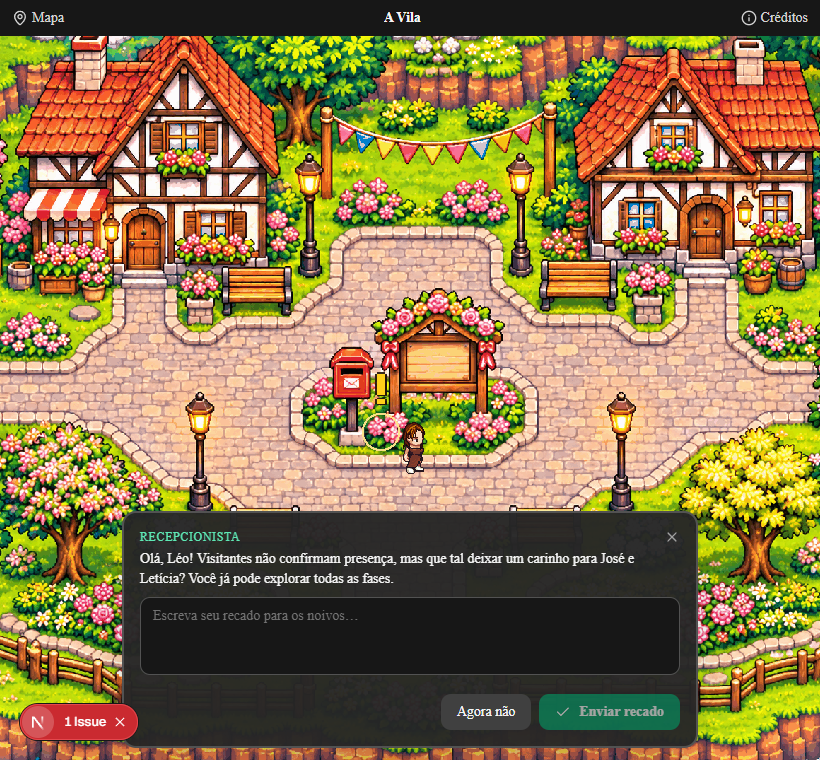 Mapa
A Vila
Créditos
RECEPCIONISTA
Olá, Léo! Visitantes não confirmam presença, mas que tal deixar um carinho para José e
Letícia? Você já pode explorar todas as fases.
Escreva seu recado para os noivos…
Agora não
Enviar recado
N
1 Issue